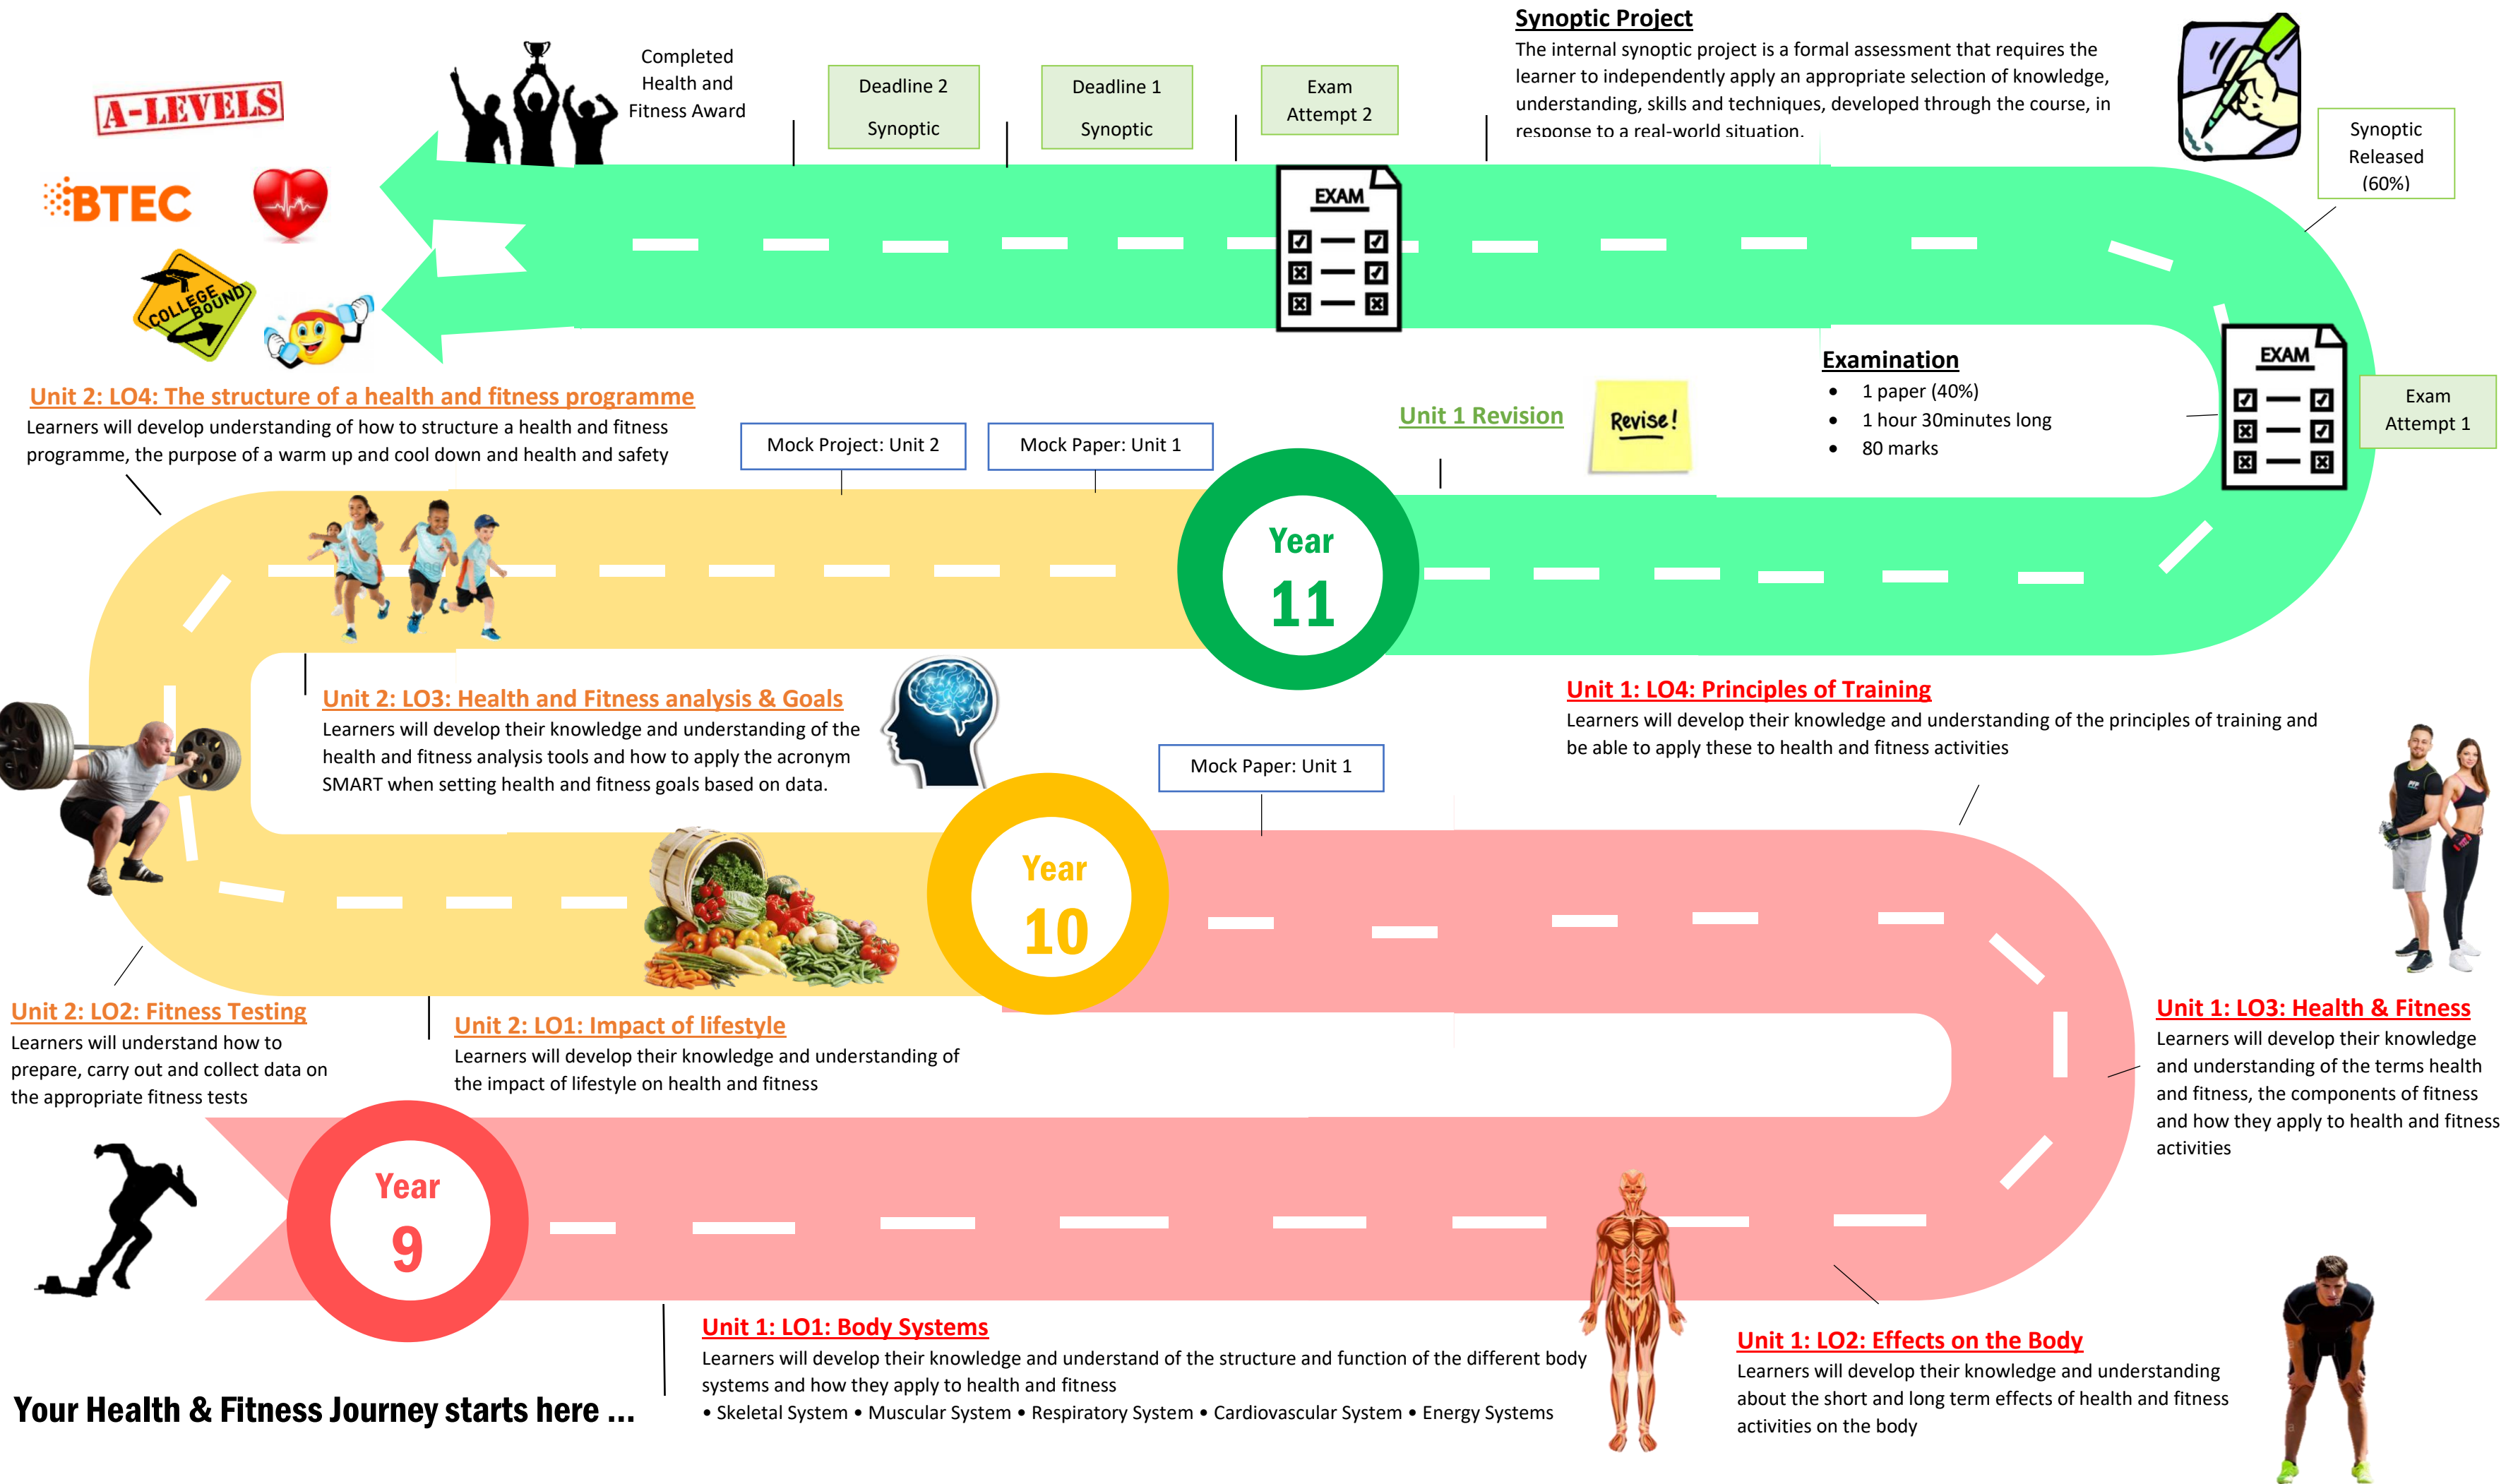 Synoptic Project
The internal synoptic project is a formal assessment that requires the
learner to independently apply an appropriate selection of knowledge,
understanding, skills and techniques, developed through the course, in
response to a real-world situation.
Completed
Health and
Fitness Award
Deadline 2
Synoptic
Deadline 1
Synoptic
Exam
Attempt 2
Synoptic
Released
(60%)
A-LEVELS
BTEC
COLLEGE
BOUND
EXAM
Examination
• 1 paper (40%)
• 1 hour 30minutes long
• 80 marks
EXAM
Exam
Attempt 1
Unit 2: LO4: The structure of a health and fitness programme
Learners will develop understanding of how to structure a health and fitness
programme, the purpose of a warm up and cool down and health and safety
Mock Project: Unit 2
Mock Paper: Unit 1
Unit 1 Revision
Revise!
Year
11
Unit 2: LO3: Health and Fitness analysis & Goals
Learners will develop their knowledge and understanding of the
health and fitness analysis tools and how to apply the acronym
SMART when setting health and fitness goals based on data.
Mock Paper: Unit 1
Unit 1: LO4: Principles of Training
Learners will develop their knowledge and understanding of the principles of training and
be able to apply these to health and fitness activities
Year
10
Unit 2: LO2: Fitness Testing
Learners will understand how to
prepare, carry out and collect data on
the appropriate fitness tests
Unit 2: LO1: Impact of lifestyle
Learners will develop their knowledge and understanding of
the impact of lifestyle on health and fitness
Unit 1: LO3: Health & Fitness
Learners will develop their knowledge
and understanding of the terms health
and fitness, the components of fitness
and how they apply to health and fitness
activities
Year
9
Unit 1: LO1: Body Systems
Learners will develop their knowledge and understand of the structure and function of the different body
systems and how they apply to health and fitness
• Skeletal System • Muscular System • Respiratory System • Cardiovascular System • Energy Systems
Unit 1: LO2: Effects on the Body
Learners will develop their knowledge and understanding
about the short and long term effects of health and fitness
activities on the body
Your Health & Fitness Journey starts here ...